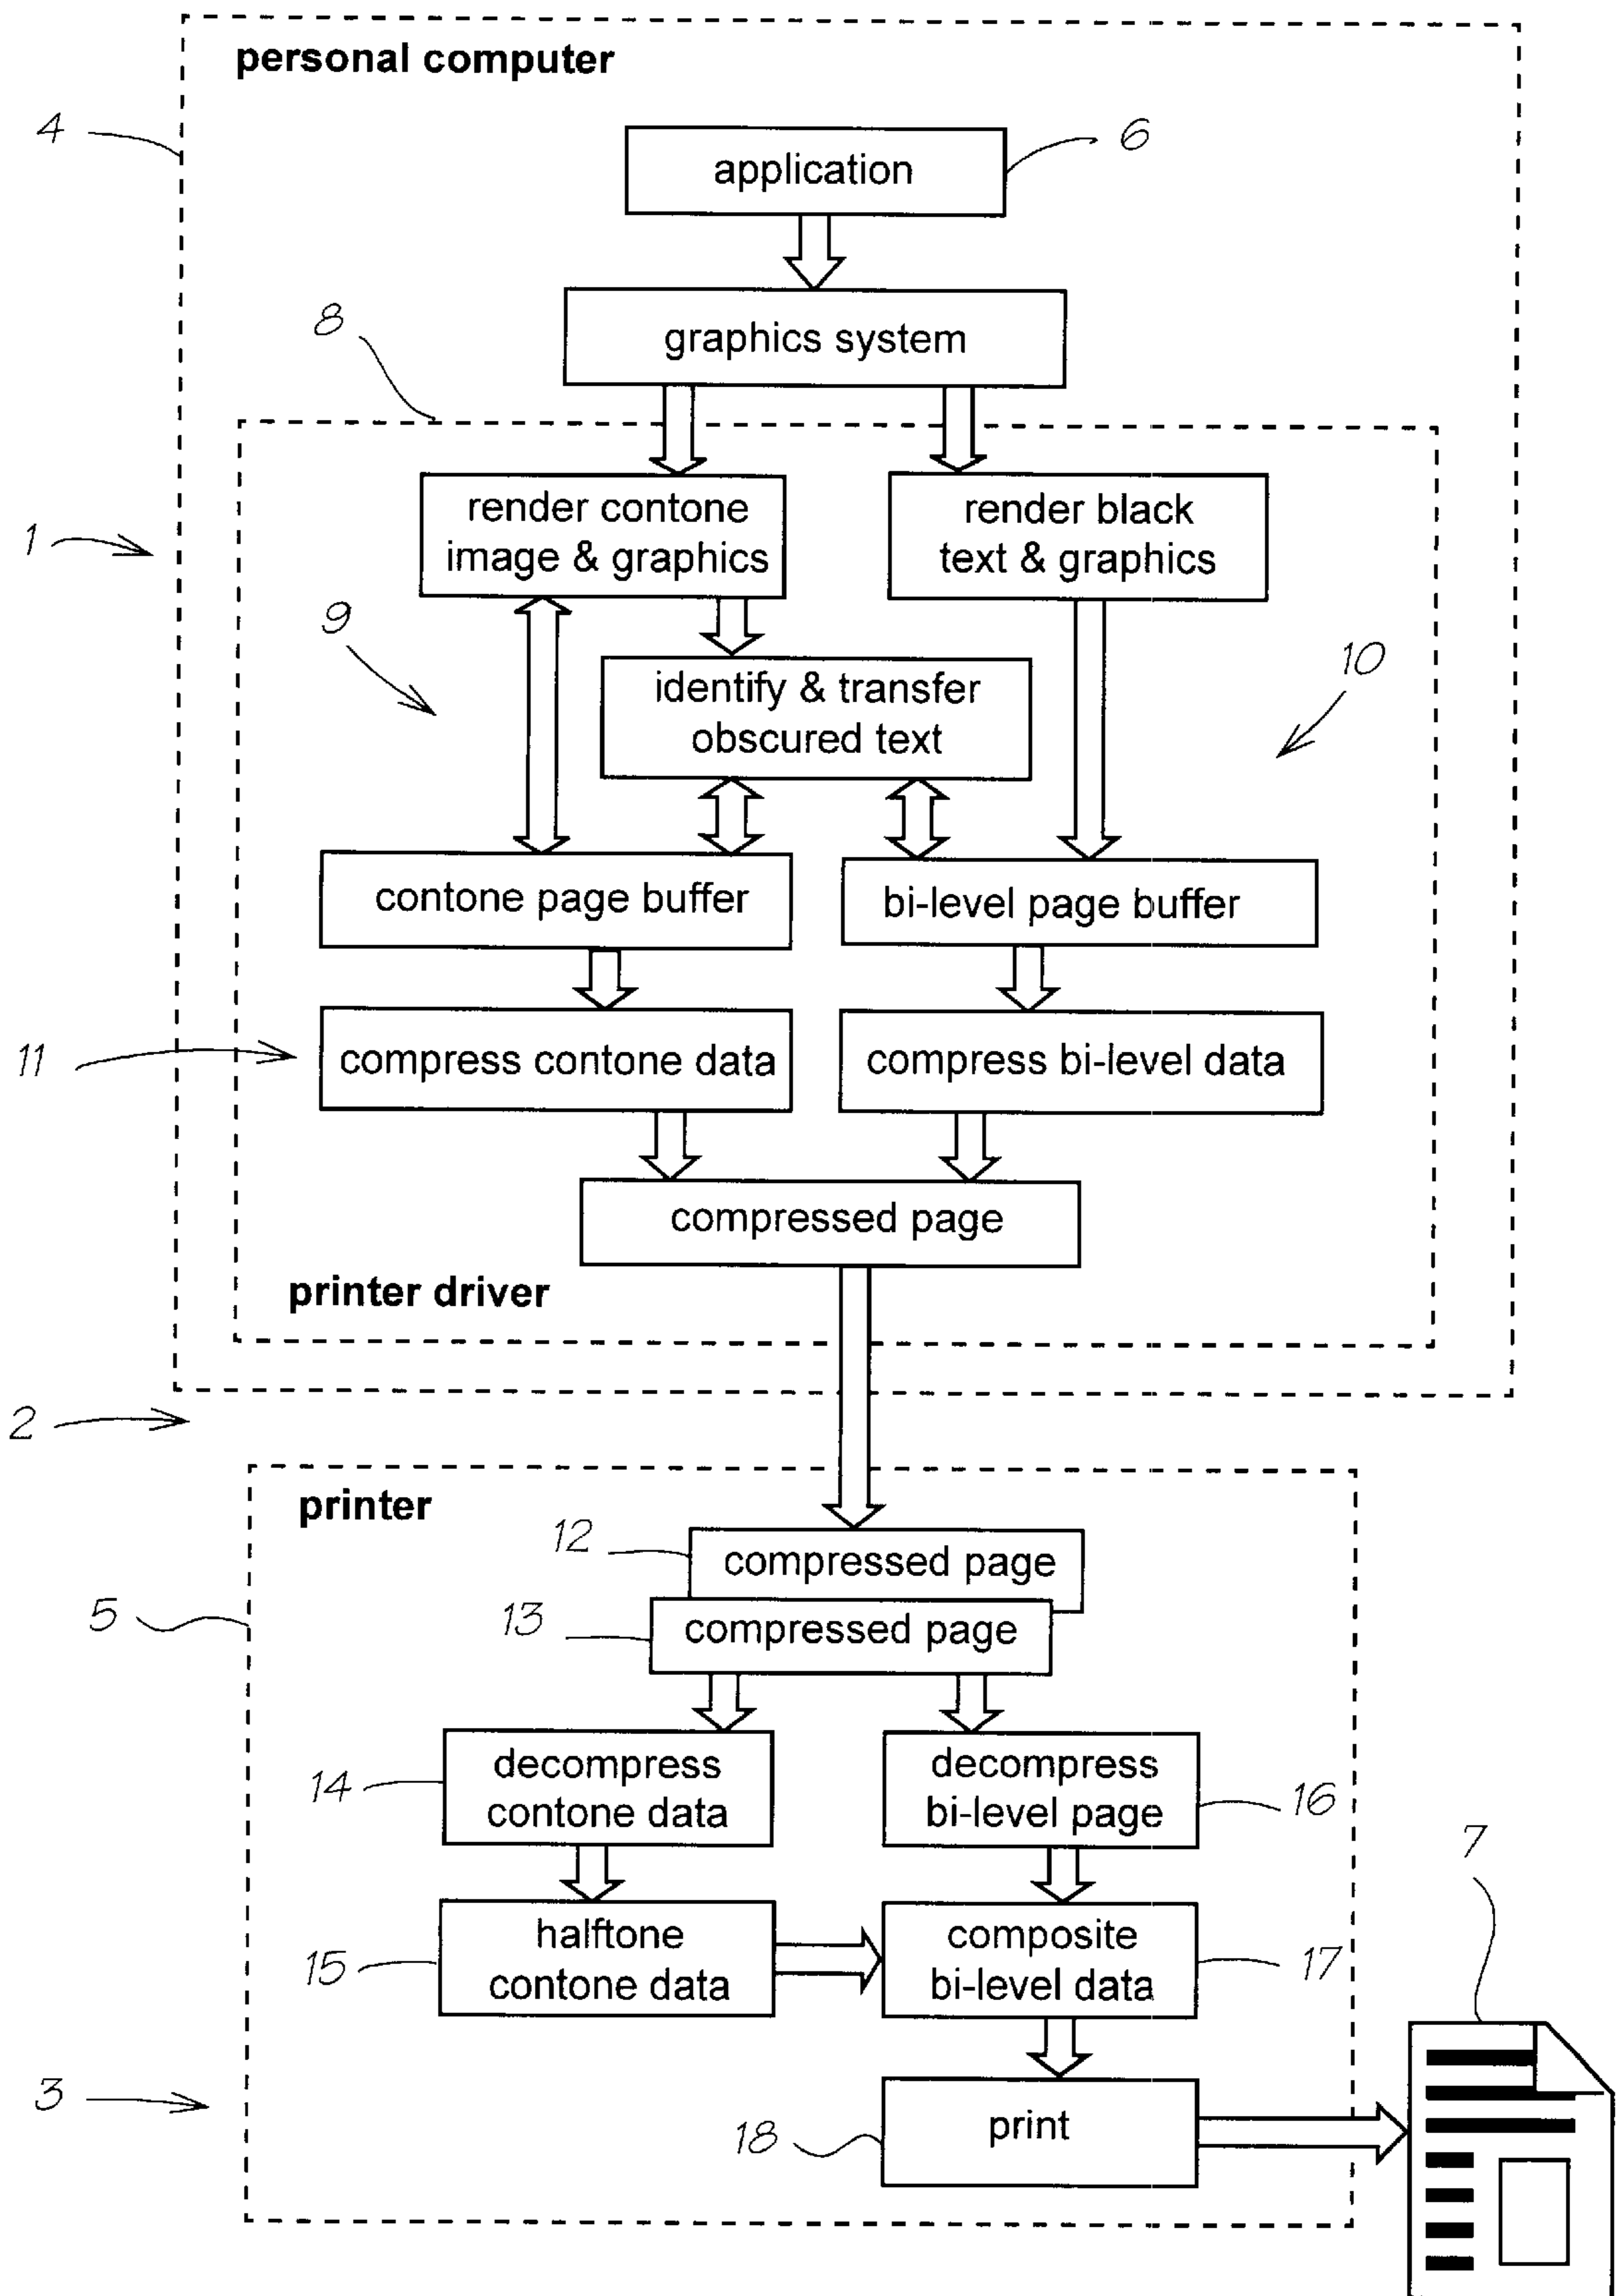 personal computer
4
application
6
graphics system
8
render contone
image & graphics
render black
text & graphics
1
9
identify & transfer
obscured text
10
contone page buffer
bi-level page buffer
11
compress contone data
compress bi-level data
compressed page
printer driver
2
printer
12
compressed page
5
13
compressed page
14
decompress
contone data
decompress
bi-level page
16
7
15
halftone
contone data
composite
bi-level data
17
3
18
print